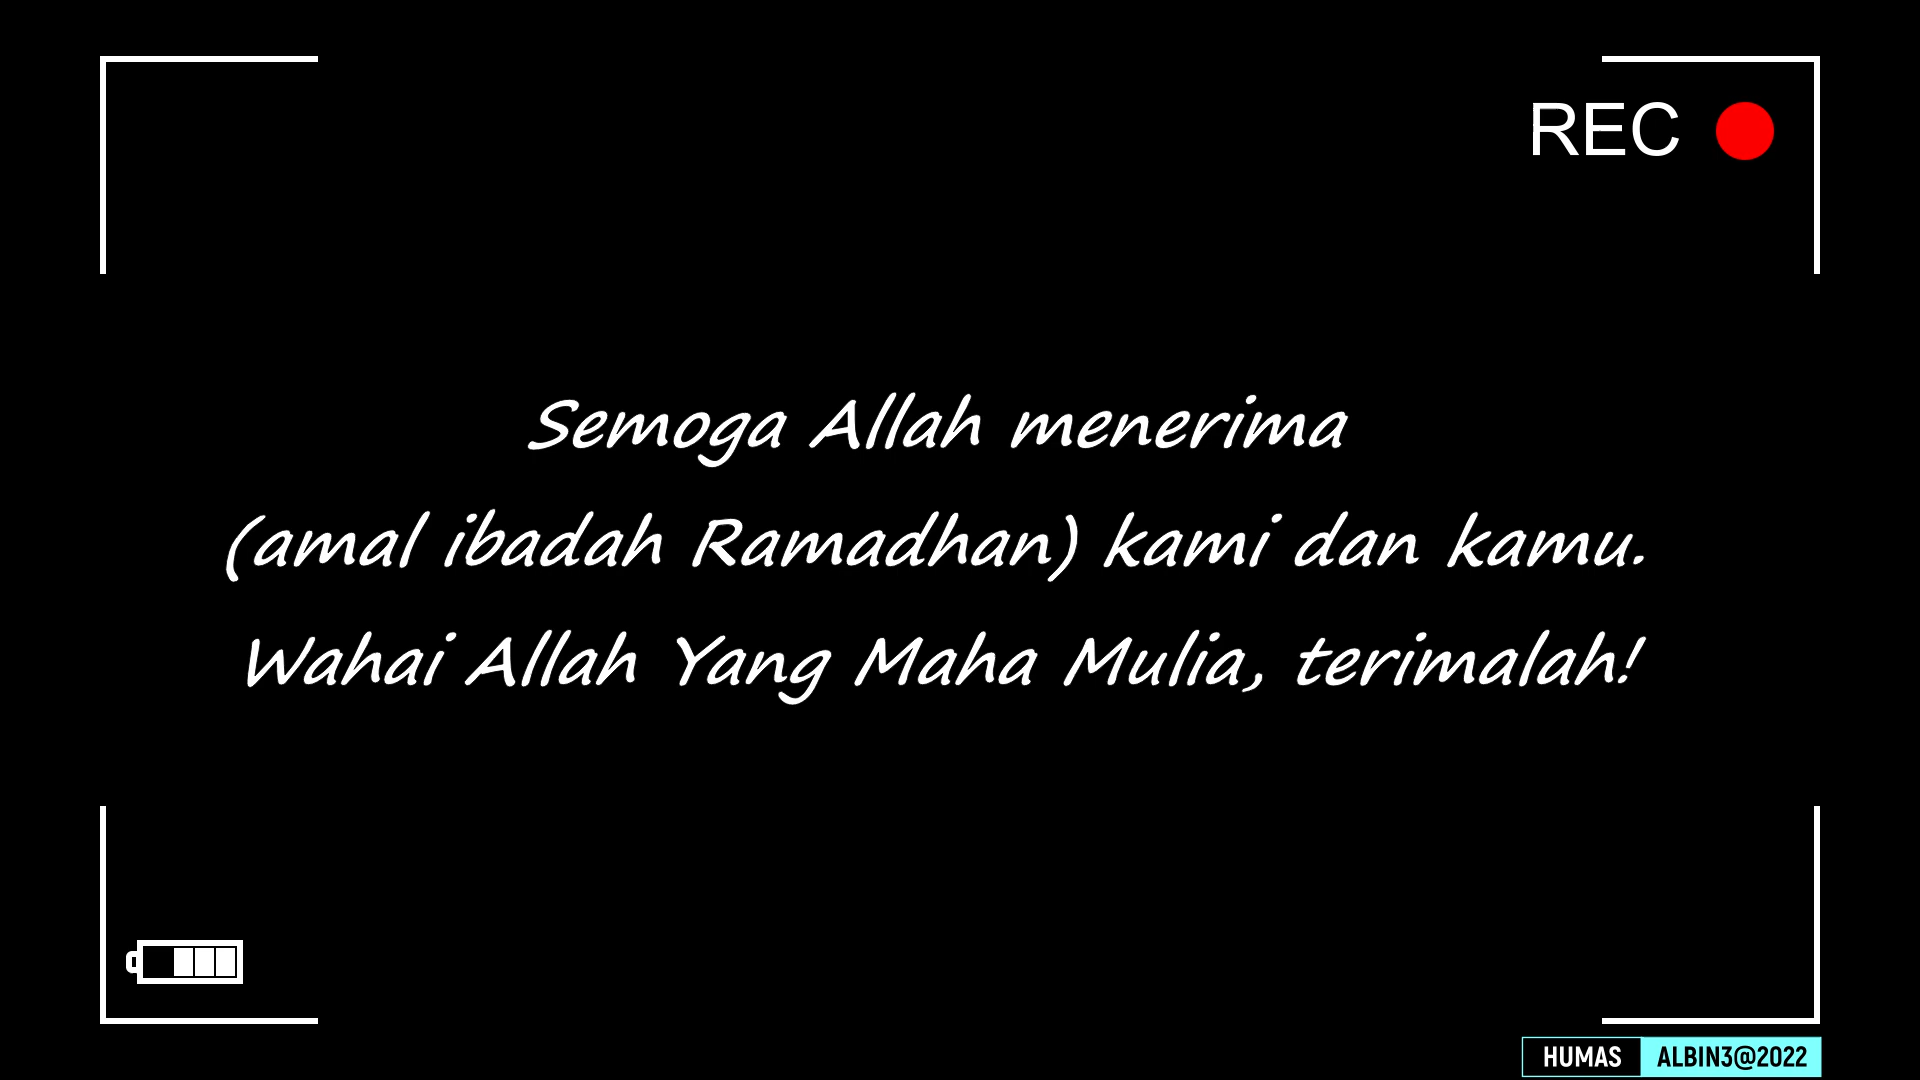 REC
Semoga Allah menerima
(amal ibadah Ramadhan) kami dan kamu.
Wahai Allah Yang Maha Mulia, terimalah!
HUMAS ALBIN3@2022